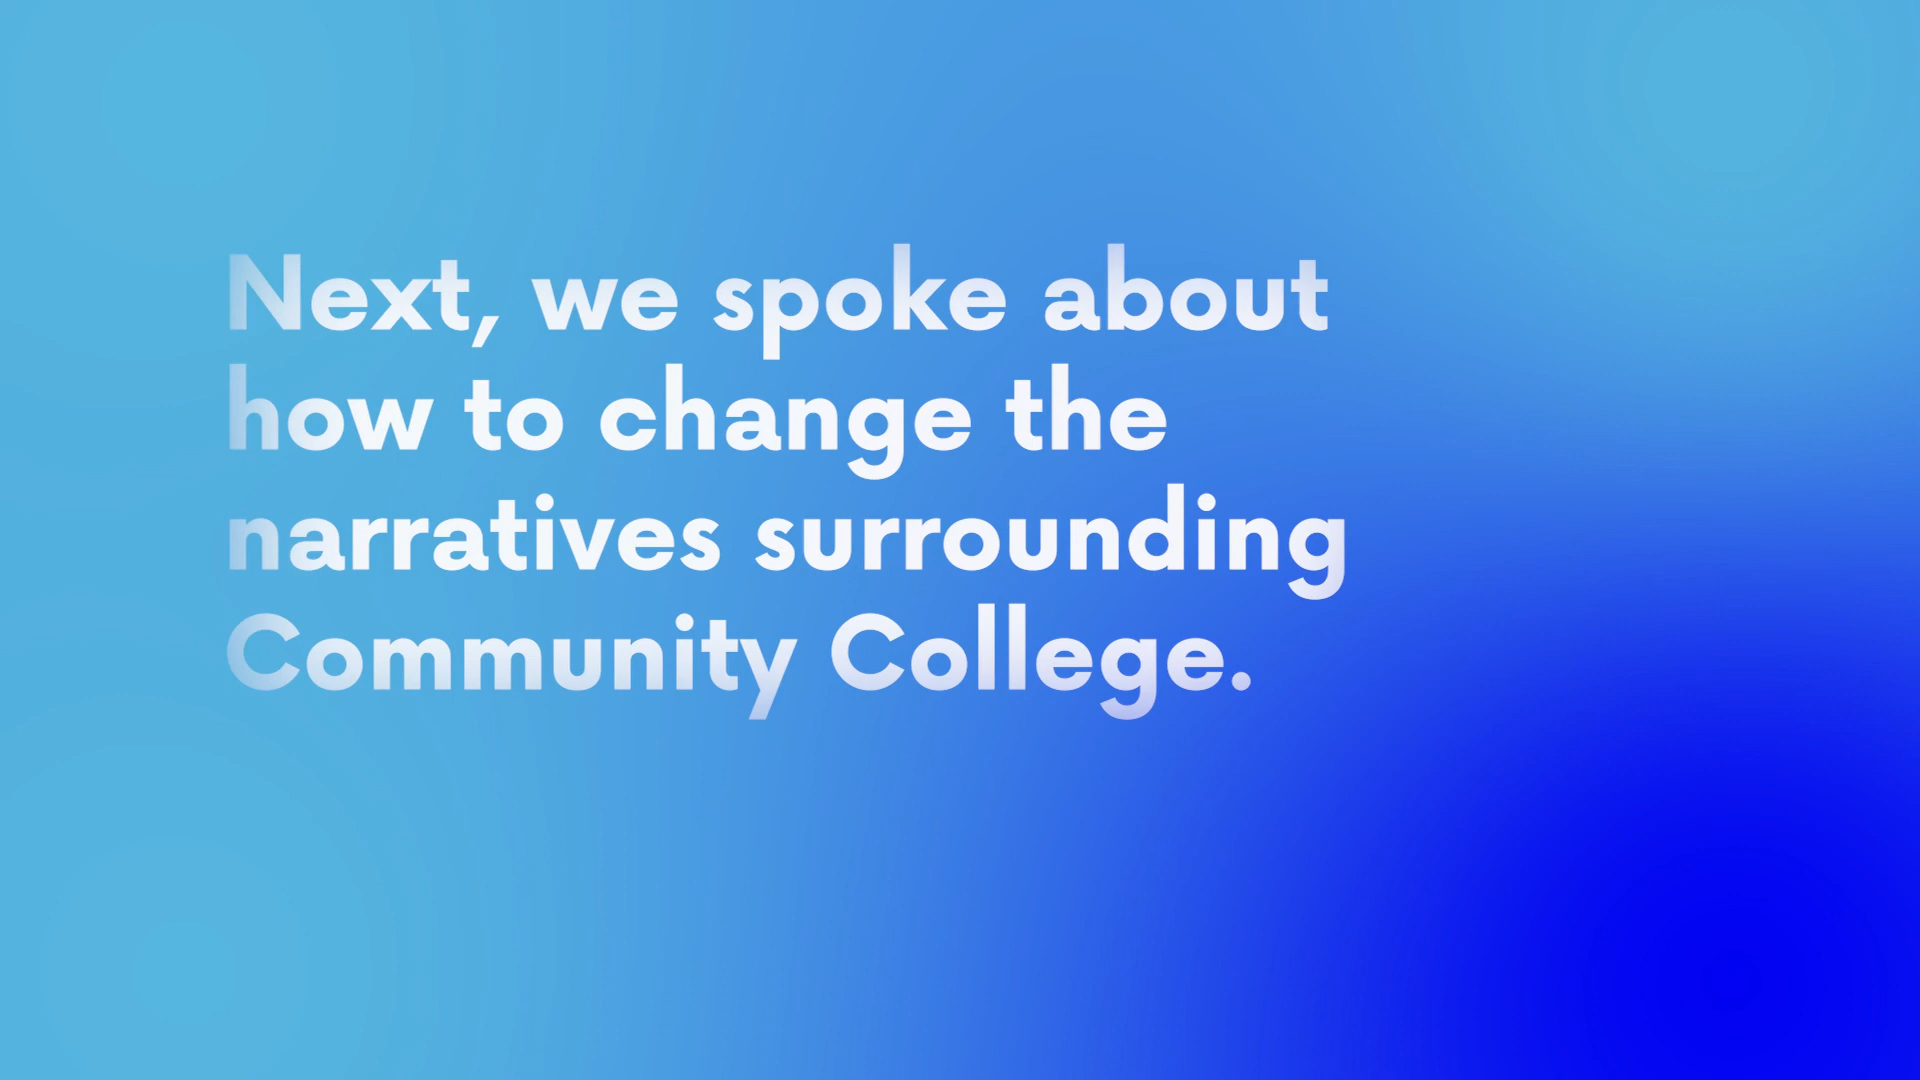 Next, we spoke about
how to change the
narratives surrounding
Community College.